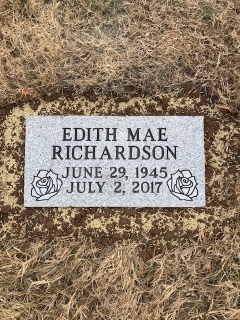 EDITH MAE
RICHARDSON
JUNE 29, 1945
JULY 2, 2017